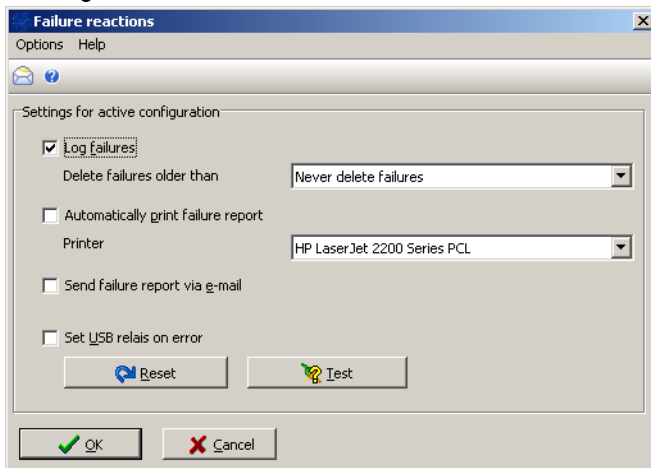 Failure reactions
Options Help
Settings for active configuration
Log failures
Delete failures older than Never delete failures
Automatically print failure report
Printer HP LaserJet 2200 Series PCL
Send failure report via e-mail
Set USB relais on error
Reset Test
OK Cancel